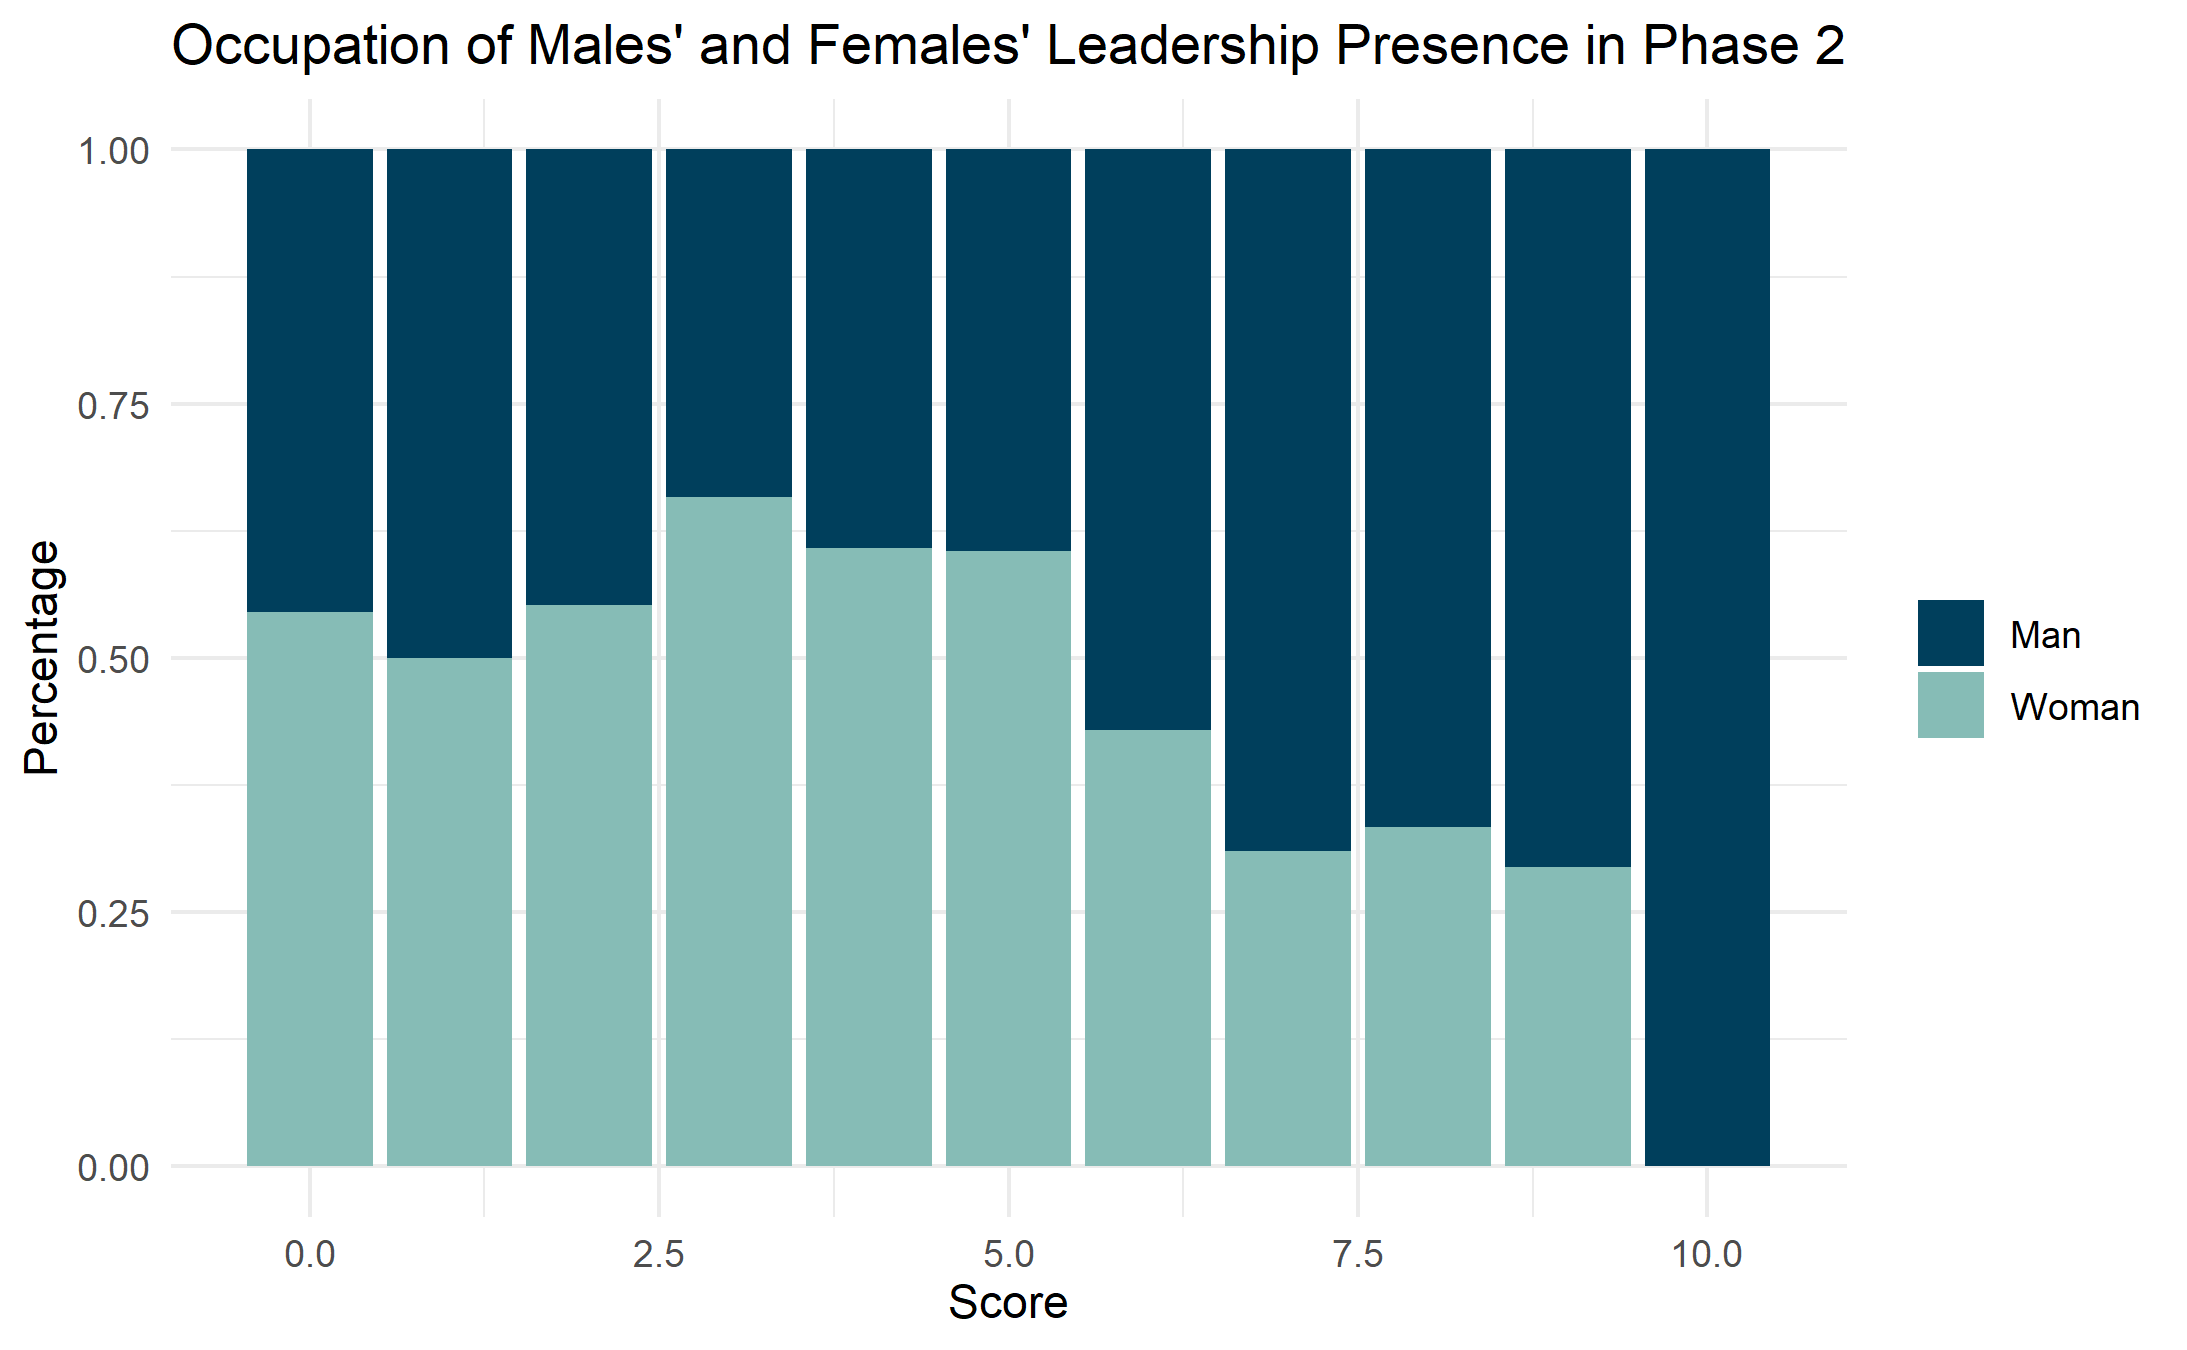 Occupation of Males' and Females' Leadership Presence in Phase 2
1.00
0.75
0.50
0.25
0.00
Percentage
0.0 2.5 5.0 7.5 10.0
Score
Man
Woman